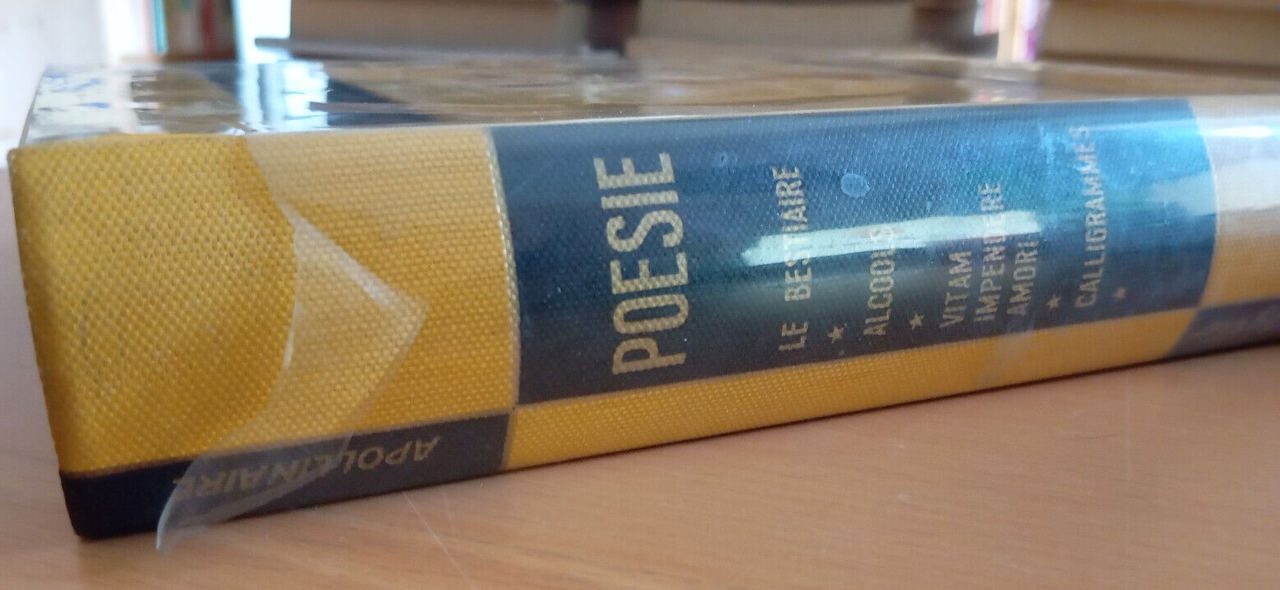 APOLLINAIRE
POESIE
LE BESTIAIRE
★
ALCOOLS
★
VITAM
IMPENDERE
AMORI
★
CALLIGRAMMES
★